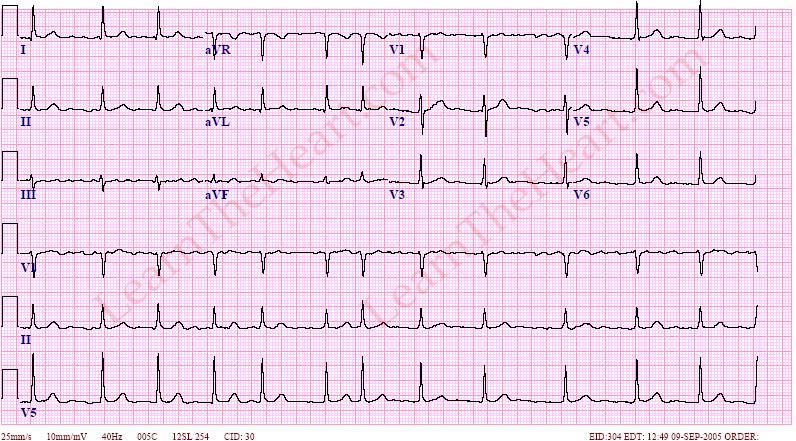 I aVR V1 V4
II aVL V2 V5
III aVF V3 V6
V1
II
V5
LearnTheHeart.com
LearnTheHeart.com
25mm/s 10mm/mV 40Hz 005C 12SL 254 CID: 30 EID:304 EDT: 12:49 09-SEP-2005 ORDER: